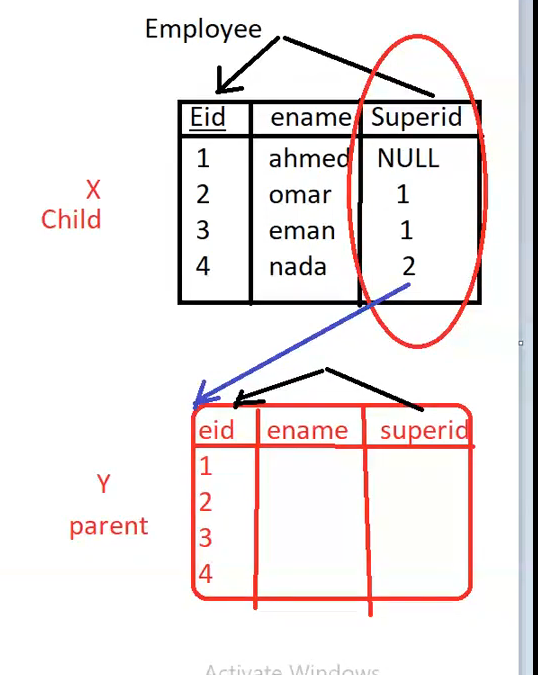 Employee
Eid ename Superid
1 ahmed NULL
2 omar 1
3 eman 1
4 nada 2
X
Child
eid ename superid
1
2
3
4
Y
parent
Activate Windows